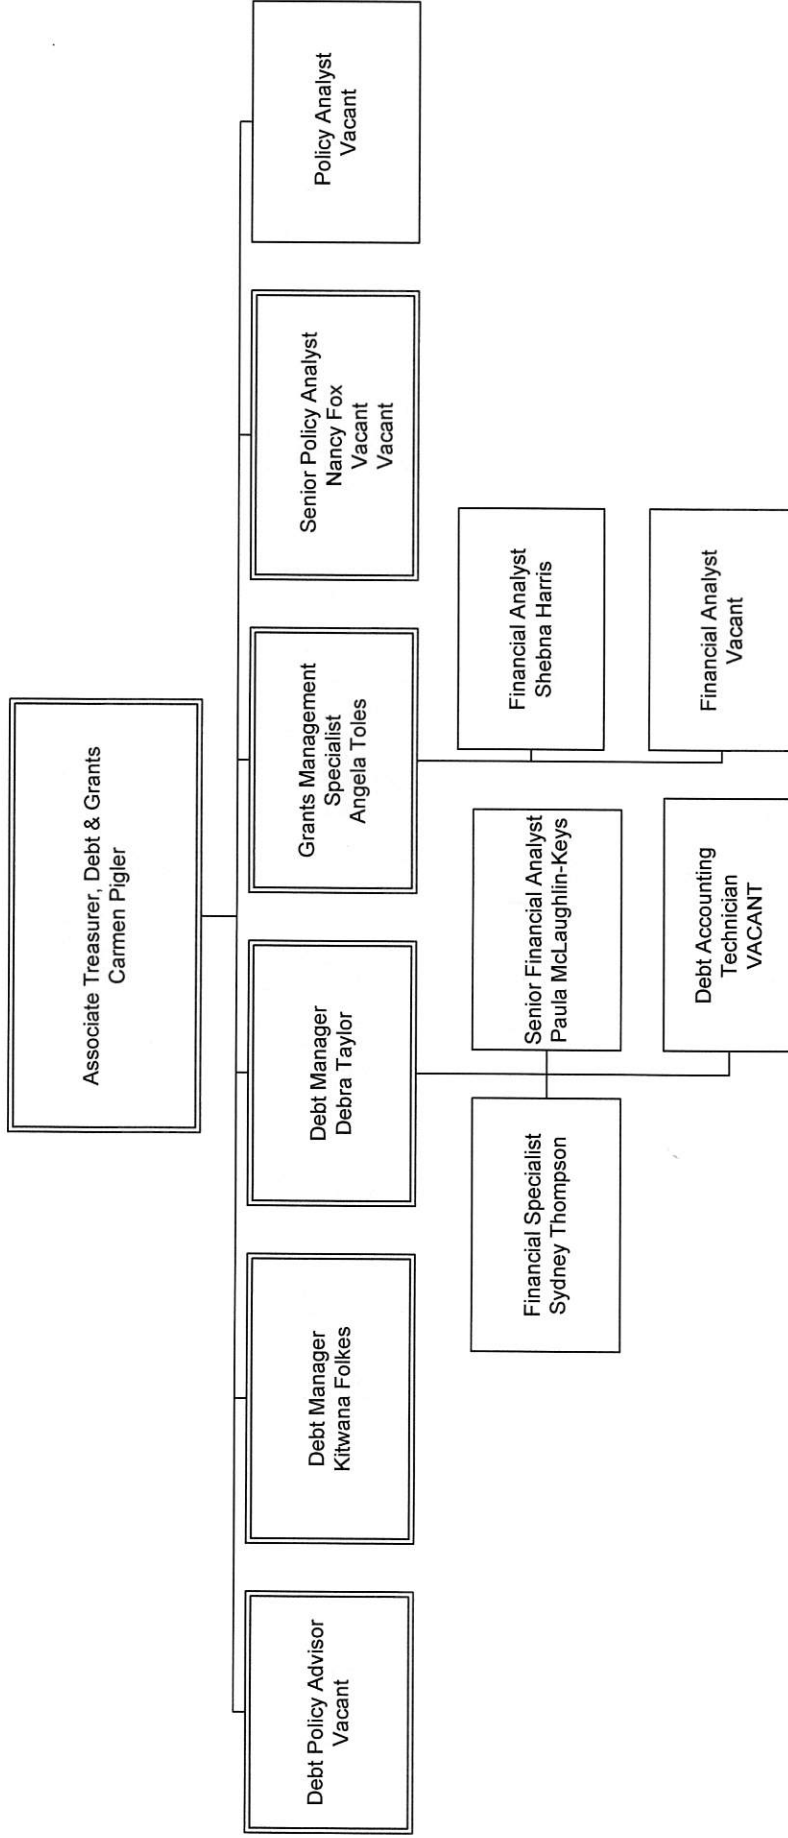 Associate Treasurer, Debt & Grants
Carmen Pigler
Debt Policy Advisor
Vacant
Debt Manager
Kitwana Folkes
Debt Manager
Debra Taylor
Grants Management
Specialist
Angela Toles
Senior Policy Analyst
Nancy Fox
Vacant
Vacant
Policy Analyst
Vacant
Financial Specialist
Sydney Thompson
Senior Financial Analyst
Paula McLaughlin-Keys
Financial Analyst
Shebna Harris
Debt Accounting
Technician
VACANT
Financial Analyst
Vacant